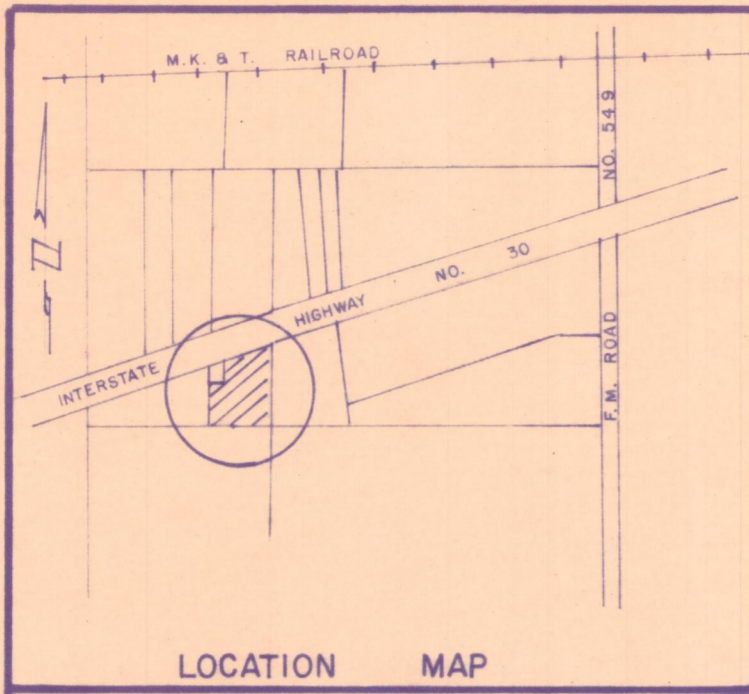 M.K. & T. RAILROAD
F.M. ROAD NO. 549
N
INTERSTATE HIGHWAY NO. 30
LOCATION MAP